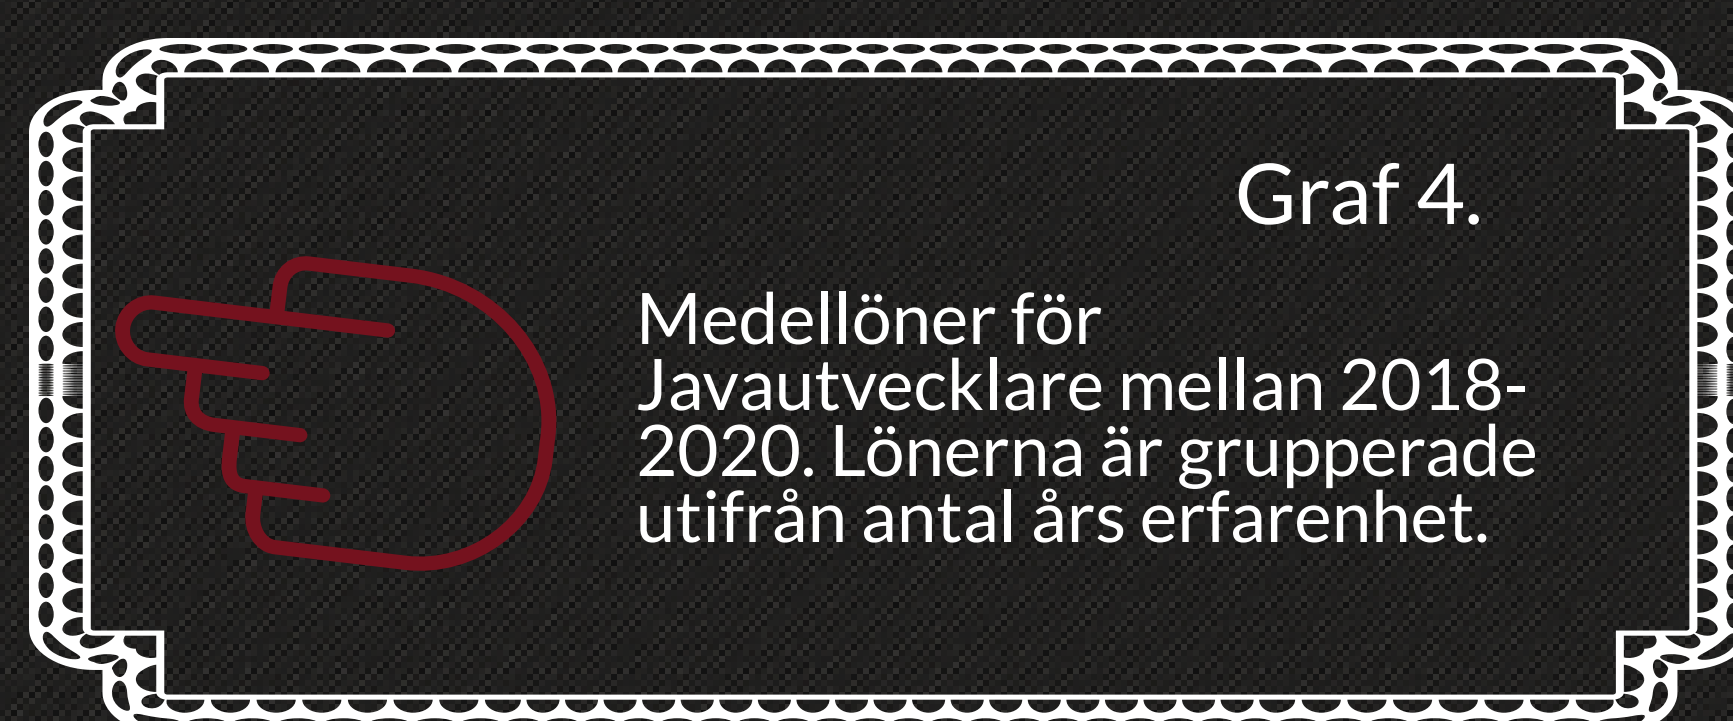 Graf 4.
Medellöner för
Javautvecklare mellan 2018-
2020. Lönerna är grupperade
utifrån antal års erfarenhet.